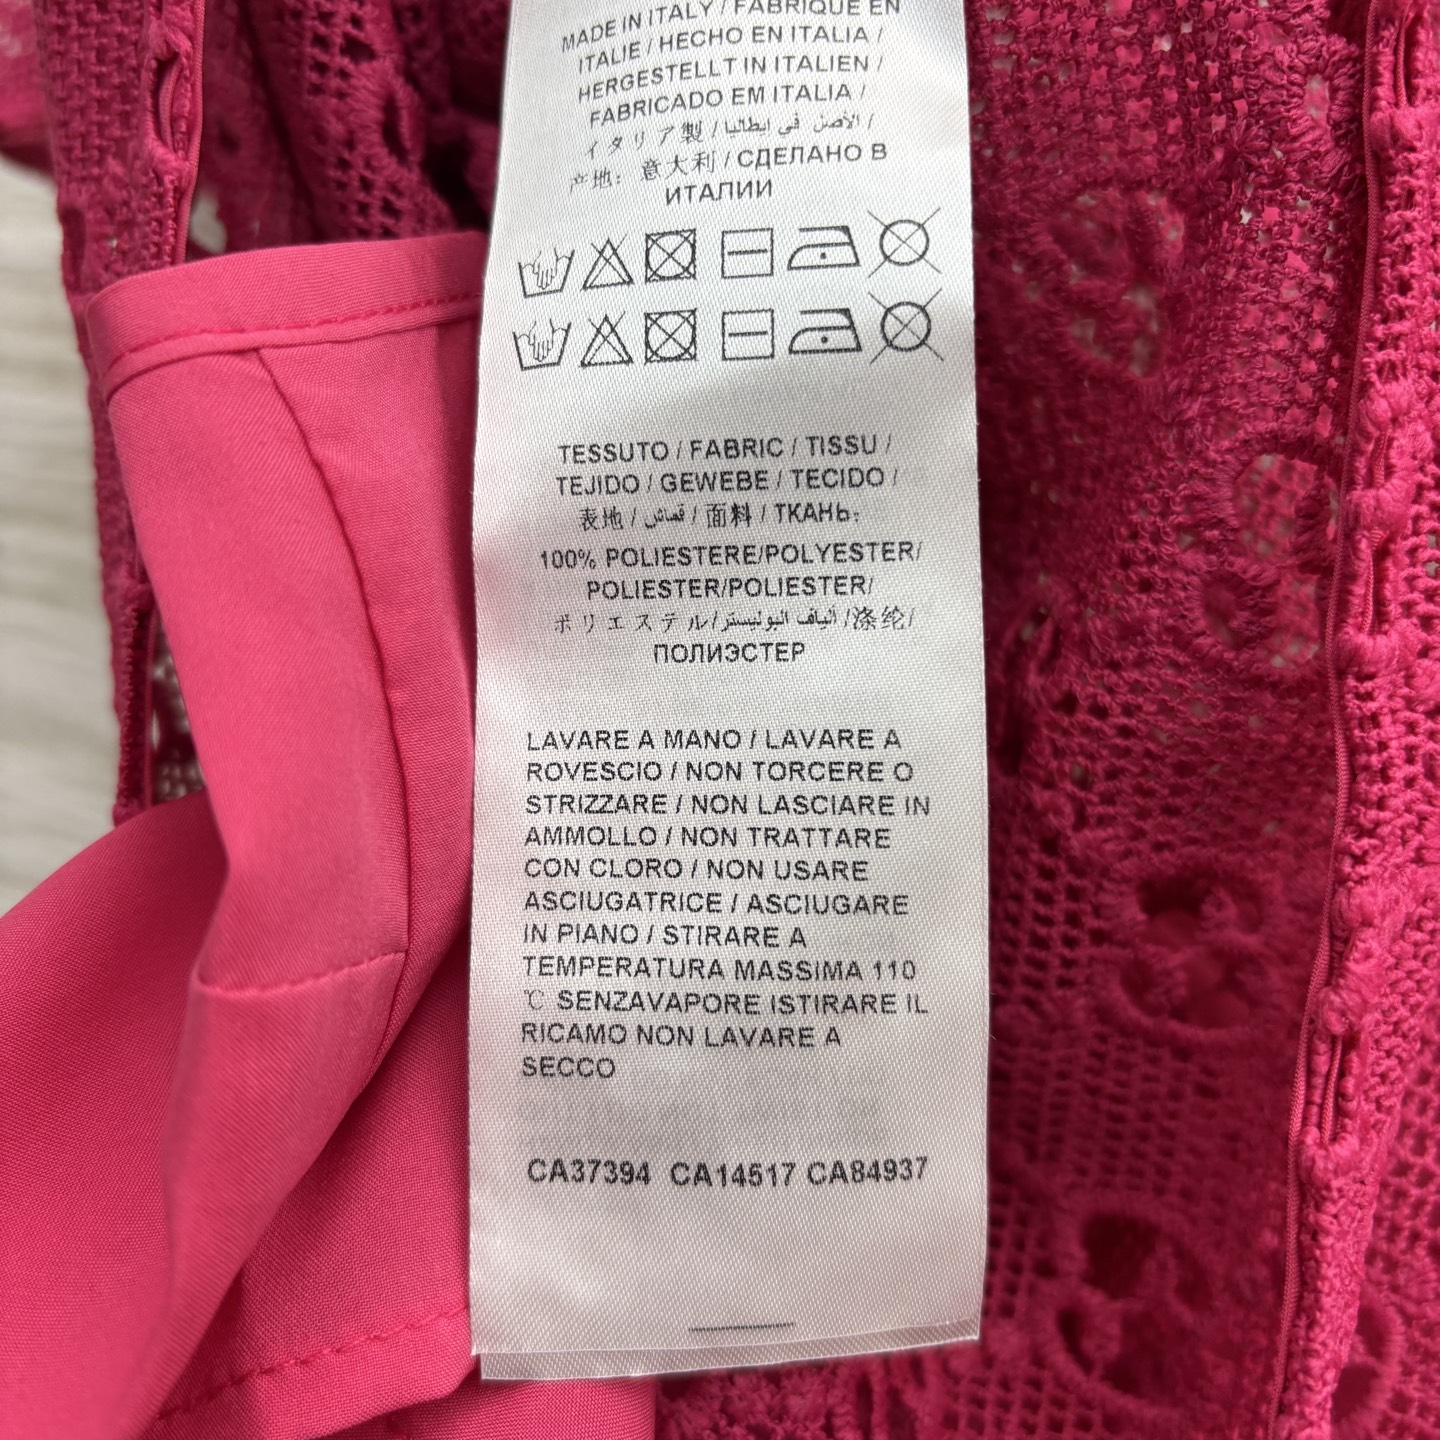 MADE IN ITALY / FABRIQUÉ EN
ITALIE / HECHO EN ITALIA /
HERGESTELLT IN ITALIEN /
FABRICADO EM ITALIA /
イタリア製 / الأصل في إيطاليا /
产地: 意大利 / СДЕЛАНО В
ИТАЛИИ
TESSUTO / FABRIC / TISSU /
TEJIDO / GEWEBE / TECIDO /
表地 / قماش / 面料 / ТКАНЬ:
100% POLIESTERE/POLYESTER/
POLIESTER/POLIESTER/
ポリエステル/ألياف البوليستر/涤纶/
ПОЛИЭСТЕР
LAVARE A MANO / LAVARE A
ROVESCIO / NON TORCERE O
STRIZZARE / NON LASCIARE IN
AMMOLLO / NON TRATTARE
CON CLORO / NON USARE
ASCIUGATRICE / ASCIUGARE
IN PIANO / STIRARE A
TEMPERATURA MASSIMA 110
℃ SENZAVAPORE ISTIRARE IL
RICAMO NON LAVARE A
SECCO
CA37394 CA14517 CA84937